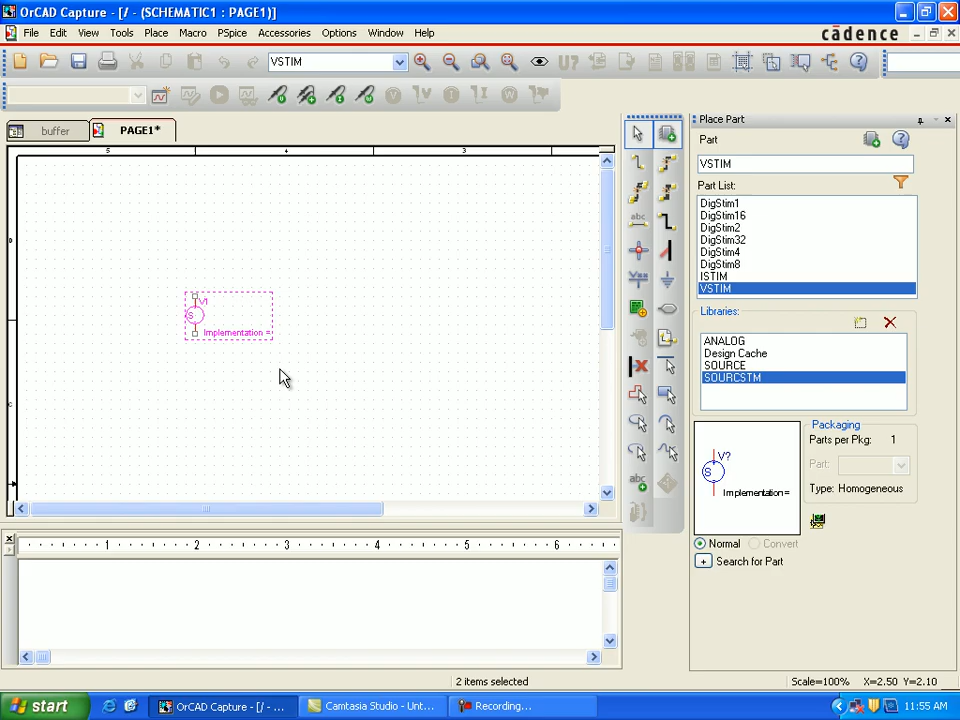 OrCAD Capture - [/ - (SCHEMATIC1 : PAGE1)]
File Edit View Tools Place Macro PSpice Accessories Options Window Help
cādence
VSTIM
buffer
PAGE1*
5 4 3
D
C
V1
S
Implementation =
abc
abc
U?
Place Part
Part
VSTIM
Part List:
DigStim1
DigStim16
DigStim2
DigStim32
DigStim4
DigStim8
ISTIM
VSTIM
Libraries:
ANALOG
Design Cache
SOURCE
SOURCSTM
V?
S
Implementation =
Packaging
Parts per Pkg: 1
Part:
Type: Homogeneous
Normal Convert
+ Search for Part
1 2 3 4 5 6
2 items selected
Scale=100% X=2.50 Y=2.10
start
OrCAD Capture - [/ - ...
Camtasia Studio - Unt...
Recording...
11:55 AM